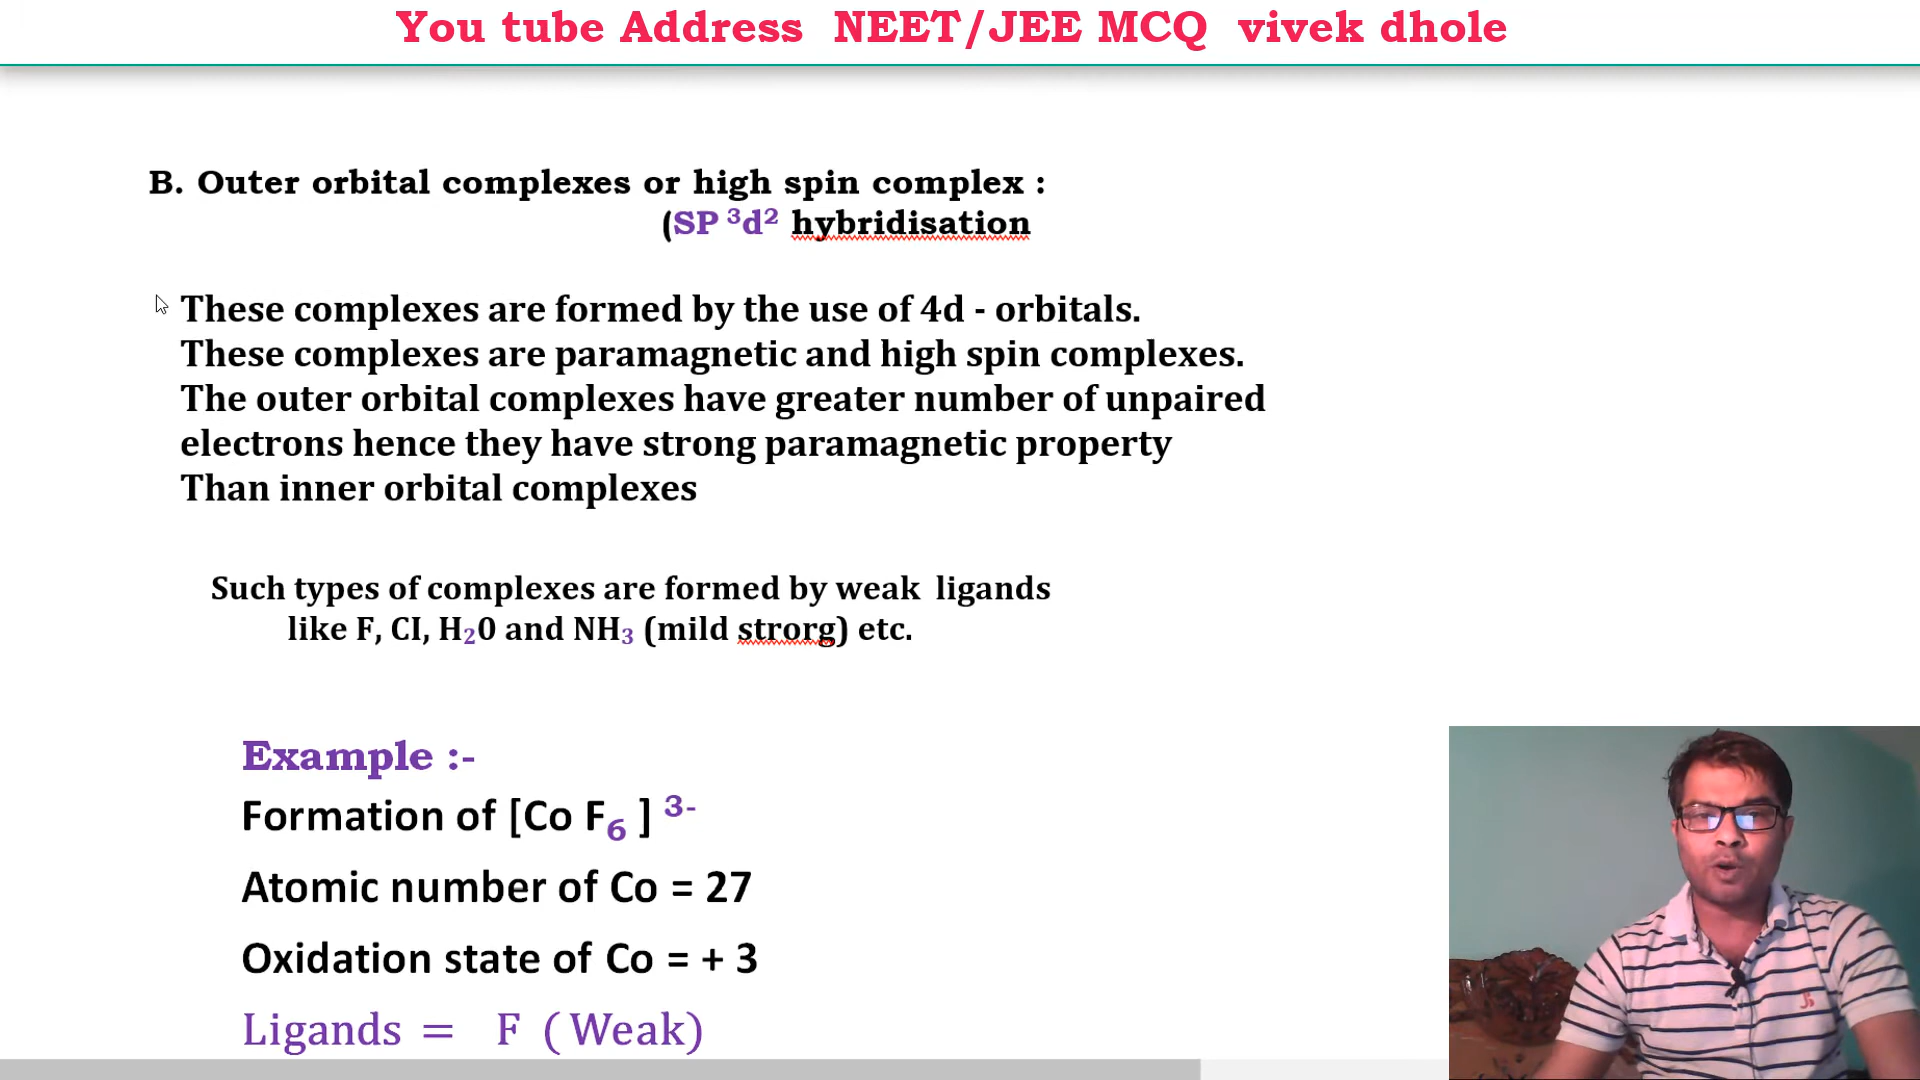 You tube Address NEET/JEE MCQ vivek dhole
B. Outer orbital complexes or high spin complex :
(SP ³d² hybridisation
These complexes are formed by the use of 4d - orbitals.
These complexes are paramagnetic and high spin complexes.
The outer orbital complexes have greater number of unpaired
electrons hence they have strong paramagnetic property
Than inner orbital complexes
Such types of complexes are formed by weak ligands
like F, CI, H₂0 and NH₃ (mild strorg) etc.
Example :-
Formation of [Co F₆ ] ³⁻
Atomic number of Co = 27
Oxidation state of Co = + 3
Ligands = F ( Weak)